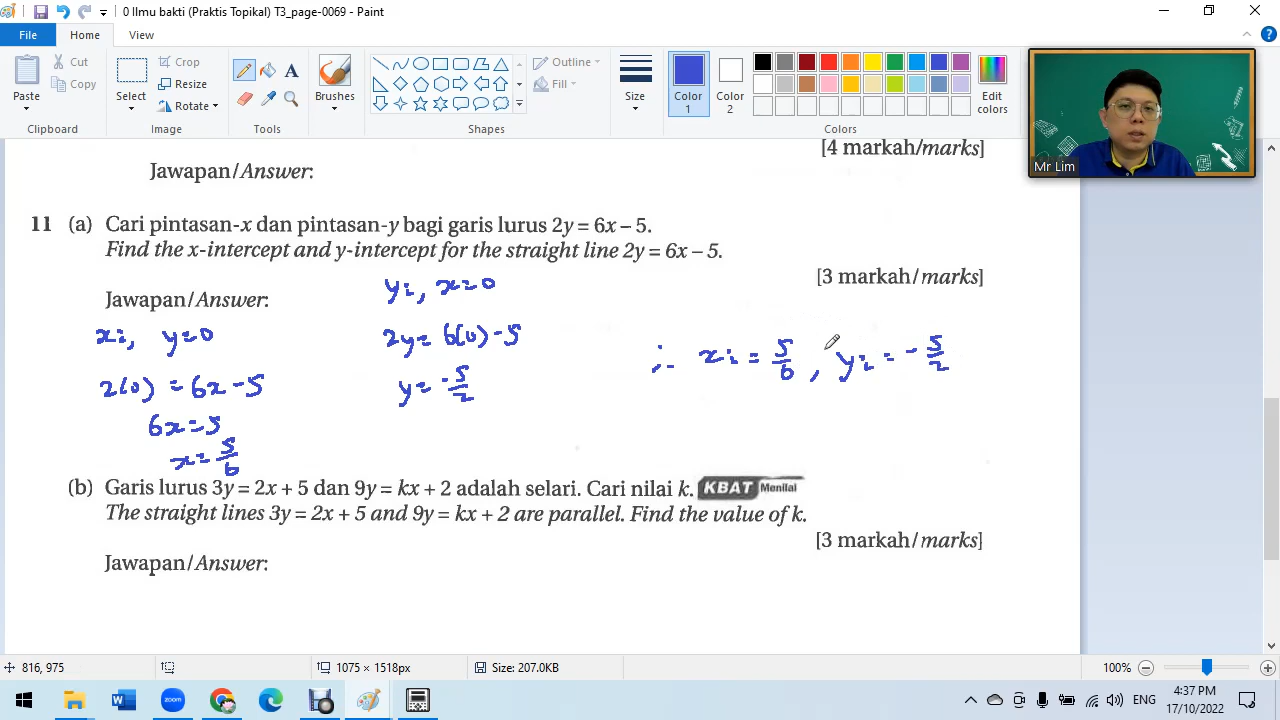 0 Ilmu bakti (Praktis Topikal) T3_page-0069 - Paint
File Home View
Paste Cut Copy Clipboard
Select Crop Resize Rotate Image
A Tools
Brushes
Outline Fill Shapes
Size
Color 1 Color 2 Edit colors Colors
Mr Lim
[4 markah/marks]
Jawapan/Answer:
11 (a) Cari pintasan-x dan pintasan-y bagi garis lurus 2y = 6x – 5.
Find the x-intercept and y-intercept for the straight line 2y = 6x – 5.
[3 markah/marks]
Jawapan/Answer:
xi, y=0
2(0) = 6x - 5
6x = 5
x = 5/6
yi, x=0
2y = 6(0) - 5
y = -5/2
∴ xi = 5/6 , yi = -5/2
(b) Garis lurus 3y = 2x + 5 dan 9y = kx + 2 adalah selari. Cari nilai k. KBAT Menilai
The straight lines 3y = 2x + 5 and 9y = kx + 2 are parallel. Find the value of k.
[3 markah/marks]
Jawapan/Answer:
816, 975 1075 × 1518px Size: 207.0KB 100%
W zoom ENG 4:37 PM
17/10/2022